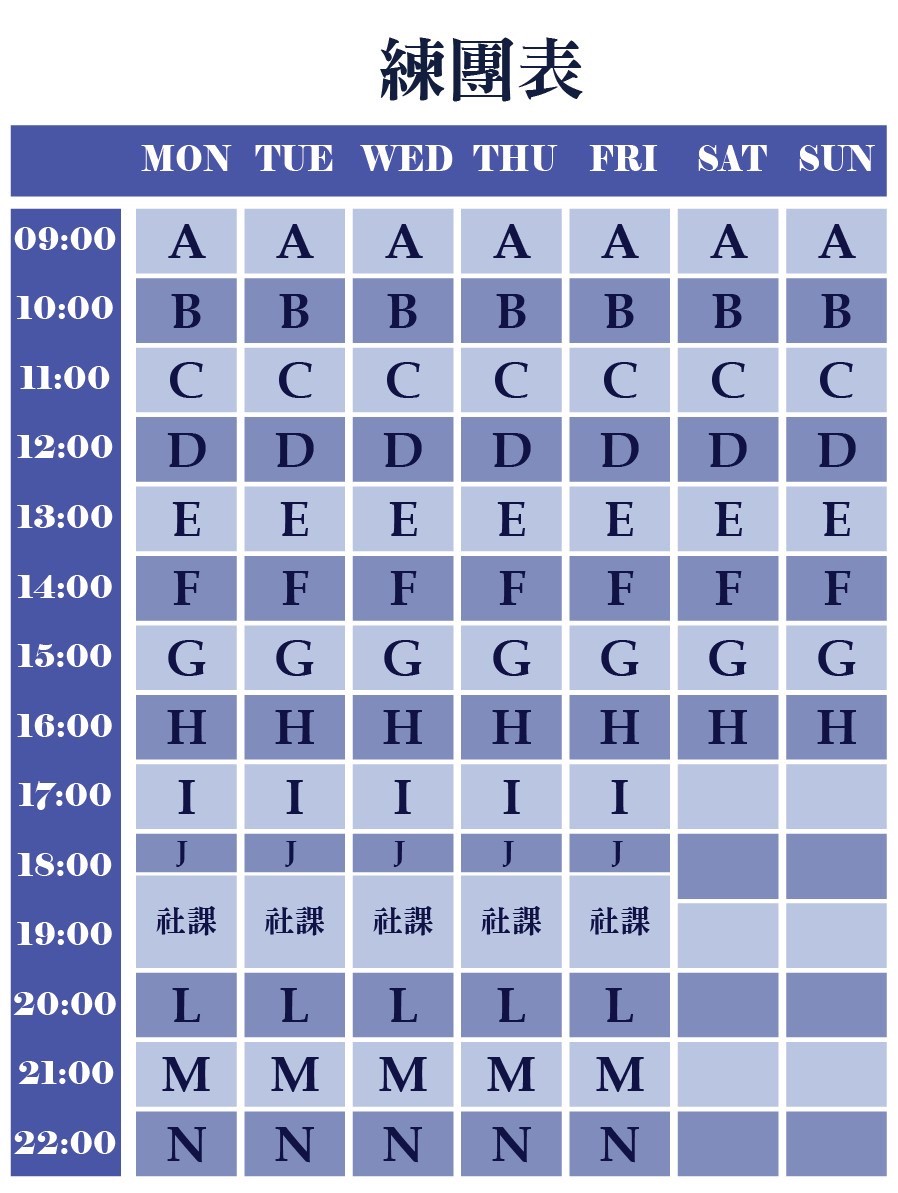 練團表
MON TUE WED THU FRI SAT SUN
09:00 A A A A A A A
10:00 B B B B B B B
11:00 C C C C C C C
12:00 D D D D D D D
13:00 E E E E E E E
14:00 F F F F F F F
15:00 G G G G G G G
16:00 H H H H H H H
17:00 I I I I I
18:00 J J J J J
19:00 社課 社課 社課 社課 社課
20:00 L L L L L
21:00 M M M M M
22:00 N N N N N